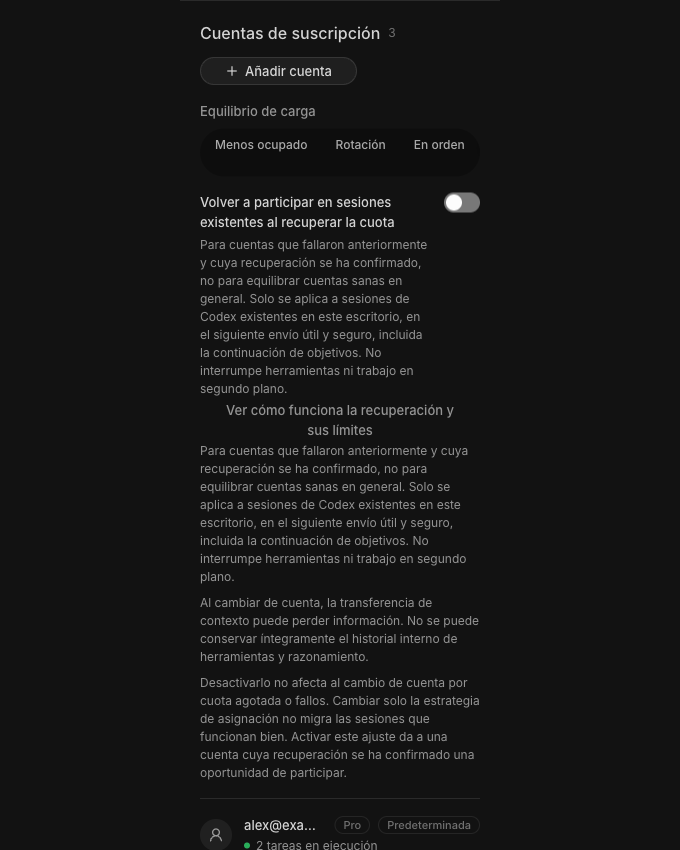 Cuentas de suscripción 3
+ Añadir cuenta
Equilibrio de carga
Menos ocupado Rotación En orden
Volver a participar en sesiones
existentes al recuperar la cuota
Para cuentas que fallaron anteriormente
y cuya recuperación se ha confirmado,
no para equilibrar cuentas sanas en
general. Solo se aplica a sesiones de
Codex existentes en este escritorio, en
el siguiente envío útil y seguro, incluida
la continuación de objetivos. No
interrumpe herramientas ni trabajo en
segundo plano.
Ver cómo funciona la recuperación y
sus límites
Para cuentas que fallaron anteriormente y cuya
recuperación se ha confirmado, no para
equilibrar cuentas sanas en general. Solo se
aplica a sesiones de Codex existentes en este
escritorio, en el siguiente envío útil y seguro,
incluida la continuación de objetivos. No
interrumpe herramientas ni trabajo en segundo
plano.
Al cambiar de cuenta, la transferencia de
contexto puede perder información. No se puede
conservar íntegramente el historial interno de
herramientas y razonamiento.
Desactivarlo no afecta al cambio de cuenta por
cuota agotada o fallos. Cambiar solo la estrategia
de asignación no migra las sesiones que
funcionan bien. Activar este ajuste da a una
cuenta cuya recuperación se ha confirmado una
oportunidad de participar.
alex@exa... Pro Predeterminada
2 tareas en ejecución